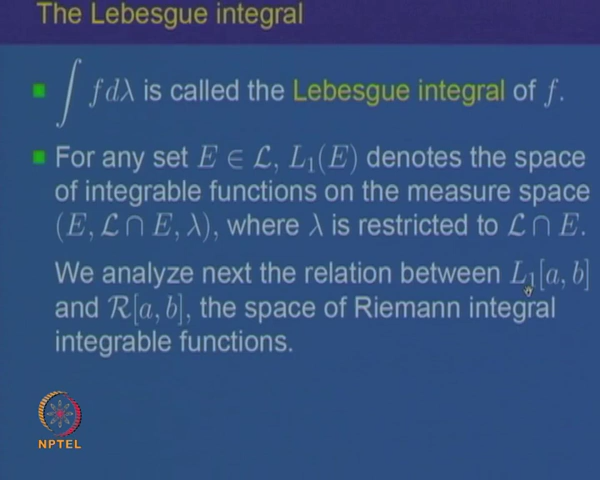 The Lebesgue integral
∫ f dλ is called the Lebesgue integral of f.
For any set E ∈ ℒ, L₁(E) denotes the space
of integrable functions on the measure space
(E, ℒ ∩ E, λ), where λ is restricted to ℒ ∩ E.
We analyze next the relation between L₁[a, b]
and ℛ[a, b], the space of Riemann integral
integrable functions.
NPTEL